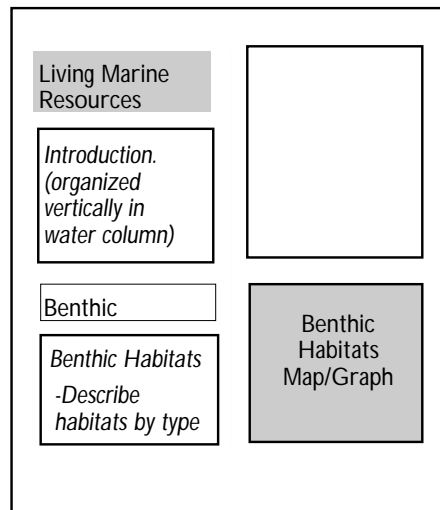 Living Marine
Resources
Introduction.
(organized
vertically in
water column)
Benthic
Benthic Habitats
-Describe
habitats by type
Benthic
Habitats
Map/Graph